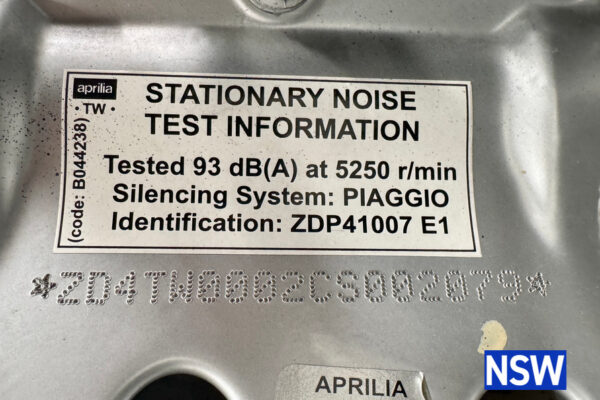 aprilia
· TW ·
(code: B044238)
STATIONARY NOISE
TEST INFORMATION
Tested 93 dB(A) at 5250 r/min
Silencing System: PIAGGIO
Identification: ZDP41007 E1
*ZD4TW0002CS002079*
APRILIA
NSW